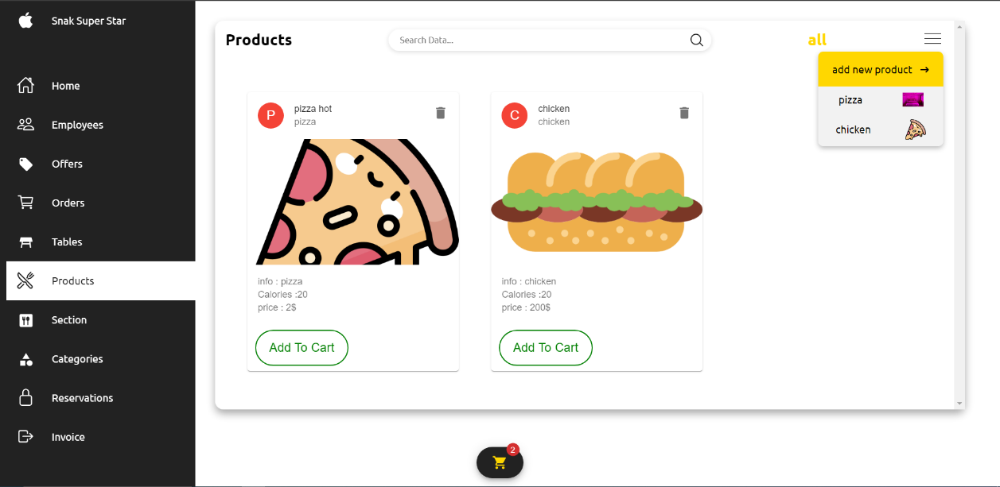 Snak Super Star
Home
Employees
Offers
Orders
Tables
Products
Section
Categories
Reservations
Invoice
Products
Search Data...
all
add new product
pizza
chicken
P
pizza hot
pizza
info : pizza
Calories :20
price : 2$
Add To Cart
C
chicken
chicken
info : chicken
Calories :20
price : 200$
Add To Cart
2